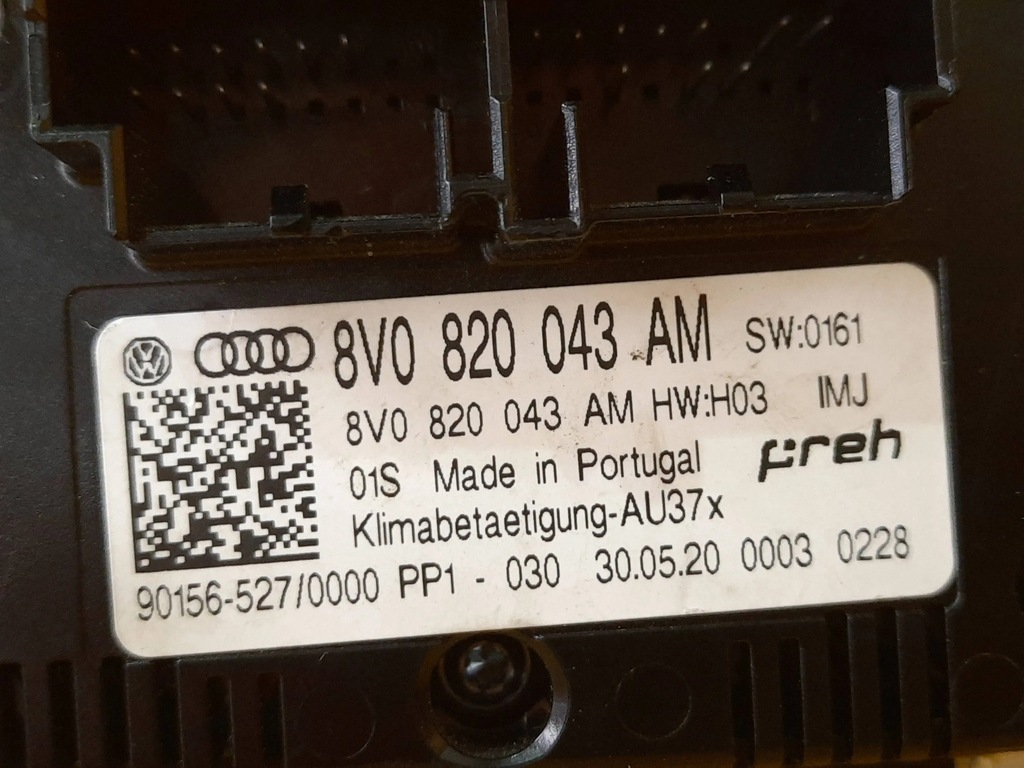 8V0 820 043 AM SW:0161
8V0 820 043 AM HW:H03 IMJ
01S Made in Portugal preh
Klimabetaetigung-AU37x
90156-527/0000 PP1 - 030 30.05.20 0003 0228